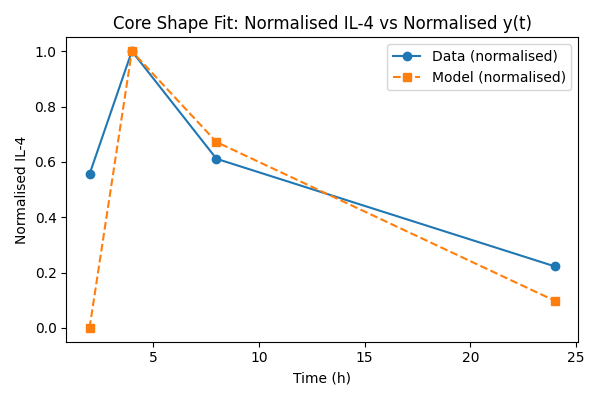 Core Shape Fit: Normalised IL-4 vs Normalised y(t)
Data (normalised)
Model (normalised)
Normalised IL-4
1.0
0.8
0.6
0.4
0.2
0.0
5
10
15
20
25
Time (h)